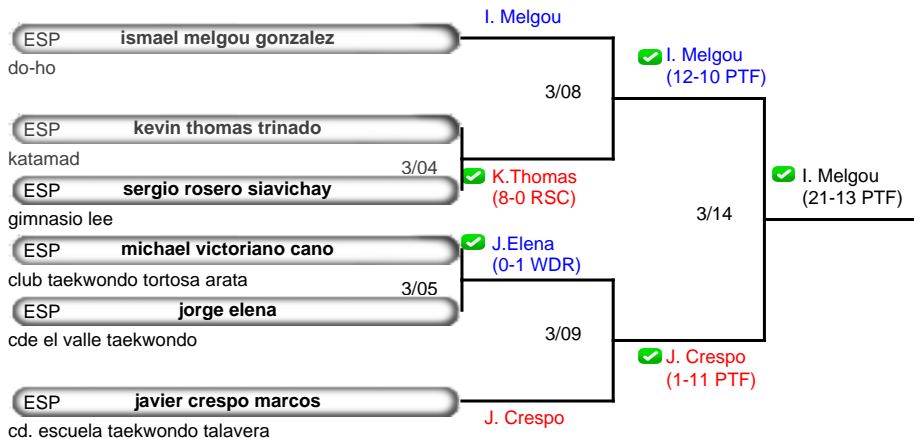 I. Melgou
ESP ismael melgou gonzalez
do-ho
I. Melgou
(12-10 PTF)
3/08
ESP kevin thomas trinado
katamad
3/04
K.Thomas
(8-0 RSC)
ESP sergio rosero siavichay
gimnasio lee
I. Melgou
(21-13 PTF)
3/14
ESP michael victoriano cano
club taekwondo tortosa arata
J.Elena
(0-1 WDR)
3/05
ESP jorge elena
cde el valle taekwondo
3/09
J. Crespo
(1-11 PTF)
ESP javier crespo marcos
cd. escuela taekwondo talavera
J. Crespo